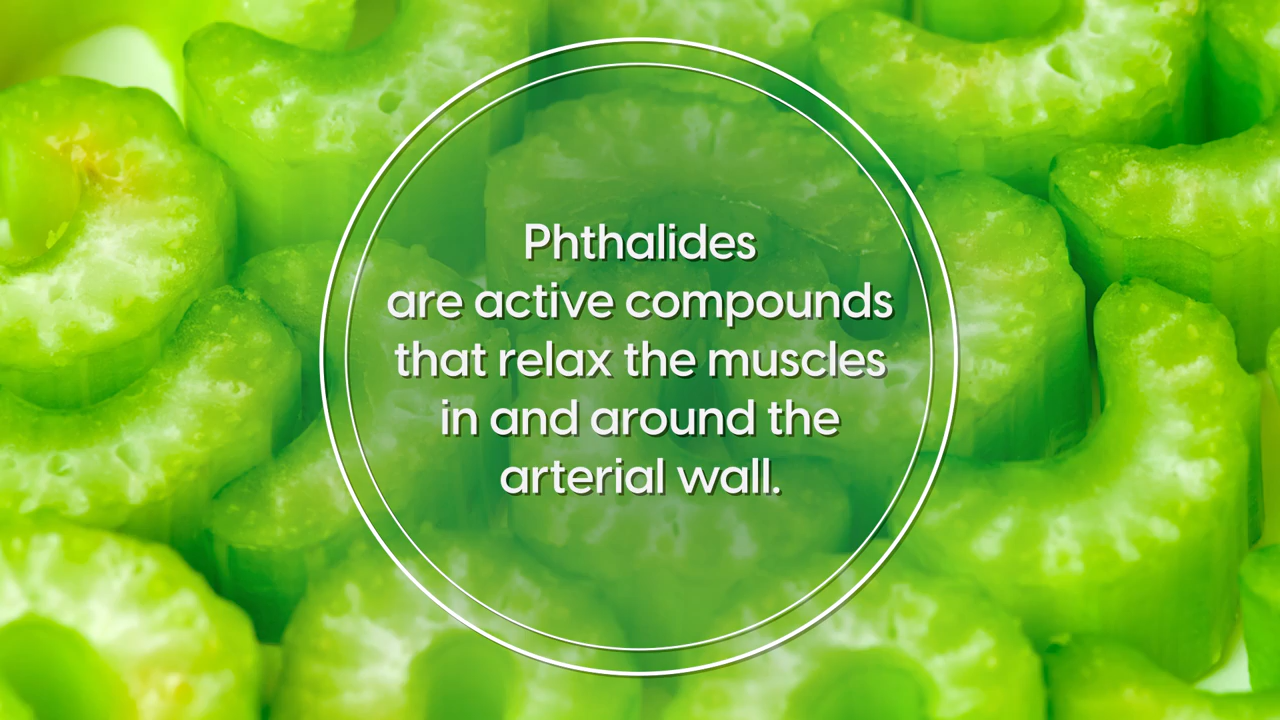 Phthalides
are active compounds
that relax the muscles
in and around the
arterial wall.